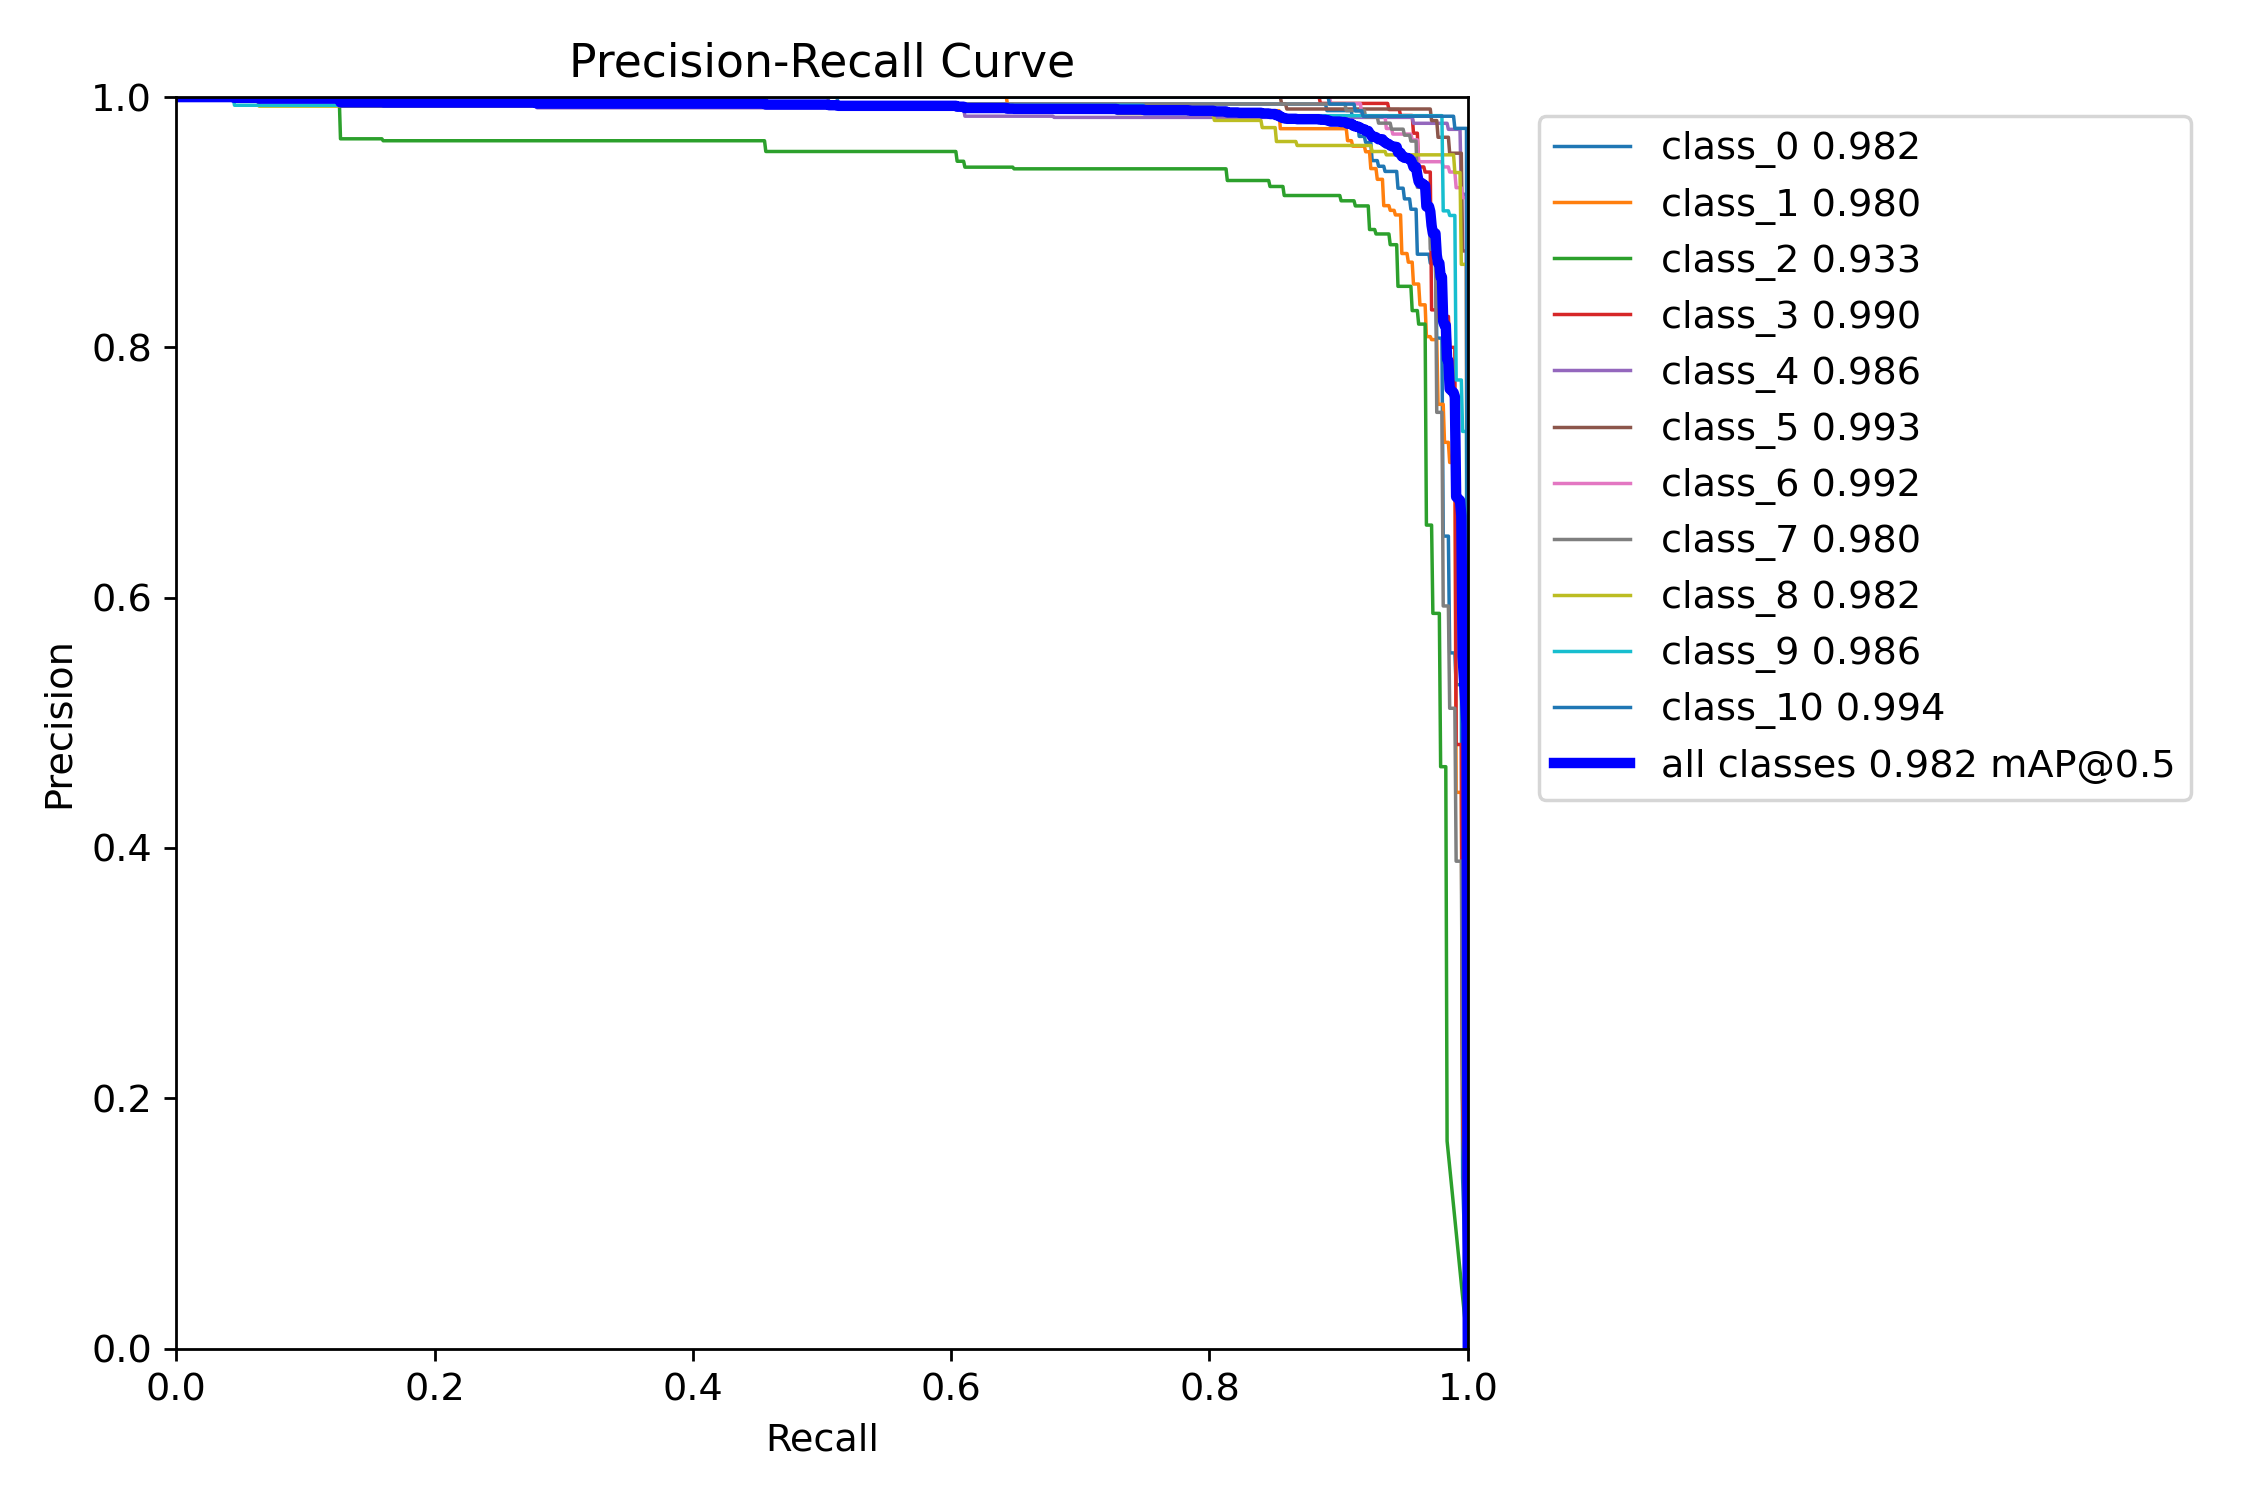 Precision-Recall Curve
1.0
0.8
0.6
0.4
0.2
0.0
Precision
0.0 0.2 0.4 0.6 0.8 1.0
Recall
class_0 0.982
class_1 0.980
class_2 0.933
class_3 0.990
class_4 0.986
class_5 0.993
class_6 0.992
class_7 0.980
class_8 0.982
class_9 0.986
class_10 0.994
all classes 0.982 mAP@0.5